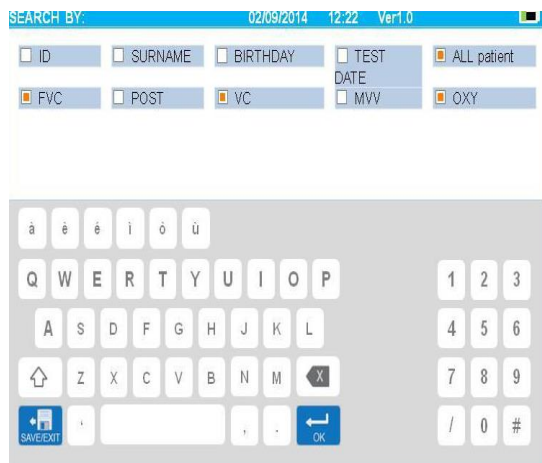 SEARCH BY: 02/09/2014 12:22 Ver1.0
ID SURNAME BIRTHDAY TEST DATE ALL patient
FVC POST VC MVV OXY
à è é ì ò ù
Q W E R T Y U I O P 1 2 3
A S D F G H J K L 4 5 6
Z X C V B N M X 7 8 9
SAVE/EXIT ' , . OK / 0 #